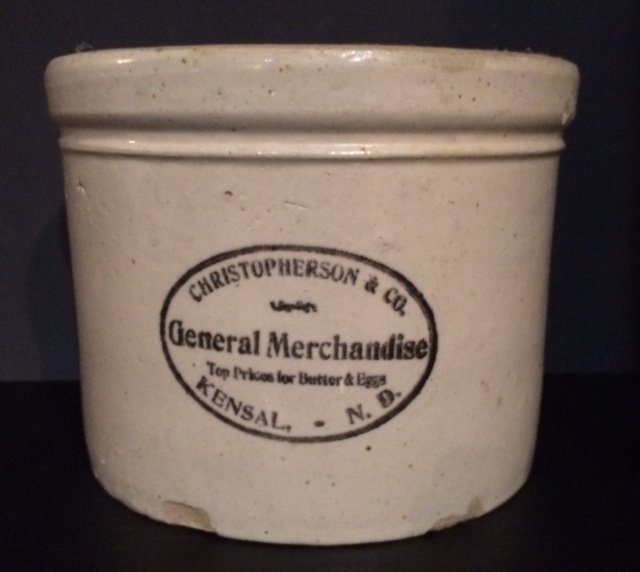 CHRISTOPHERSON & CO.
General Merchandise
Top Prices for Butter & Eggs
KENSAL, - N. D.